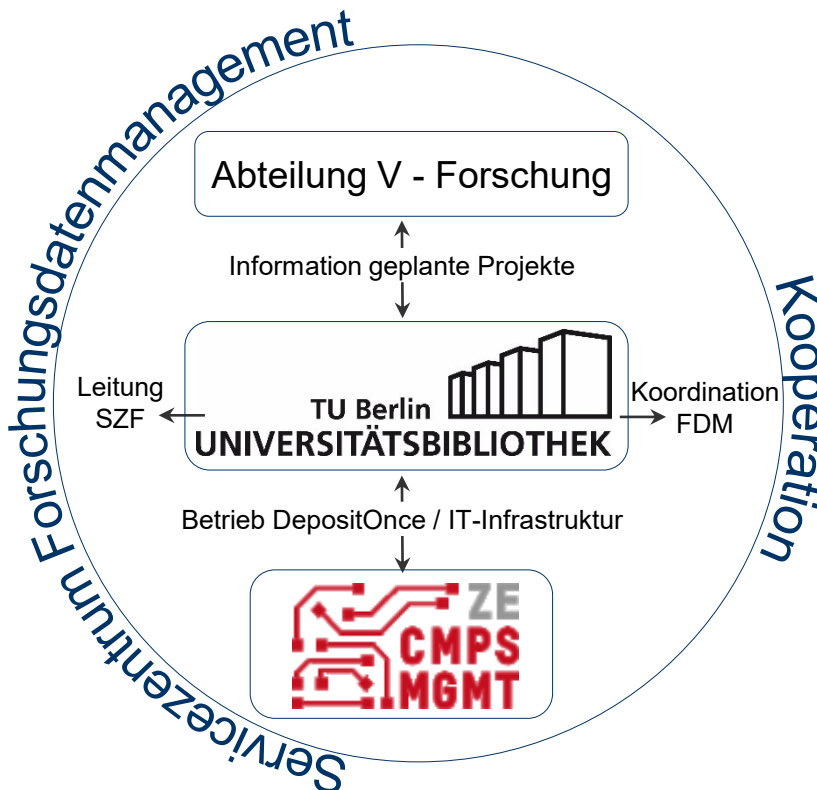 Servicezentrum Forschungsdatenmanagement
Kooperation
Abteilung V - Forschung
Information geplante Projekte
Leitung
SZF
TU Berlin
UNIVERSITÄTSBIBLIOTHEK
Koordination
FDM
Betrieb DepositOnce / IT-Infrastruktur
ZE
CMPS
MGMT